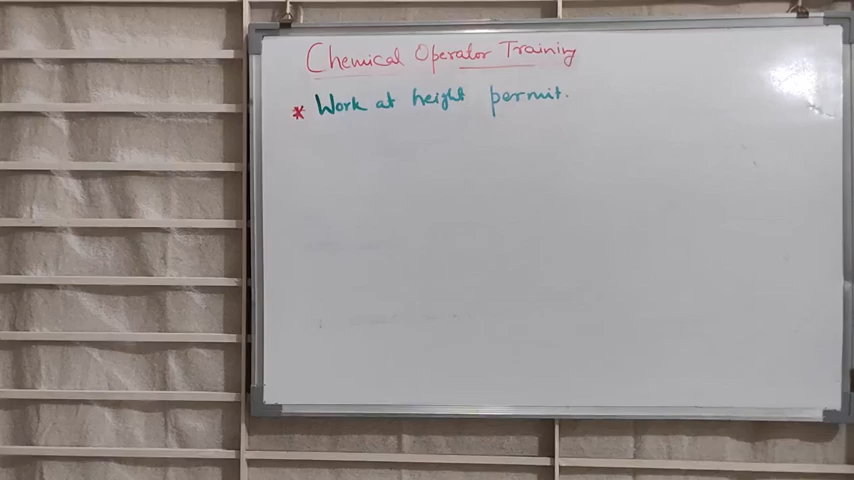 Chemical Operator Training
* Work at height permit.